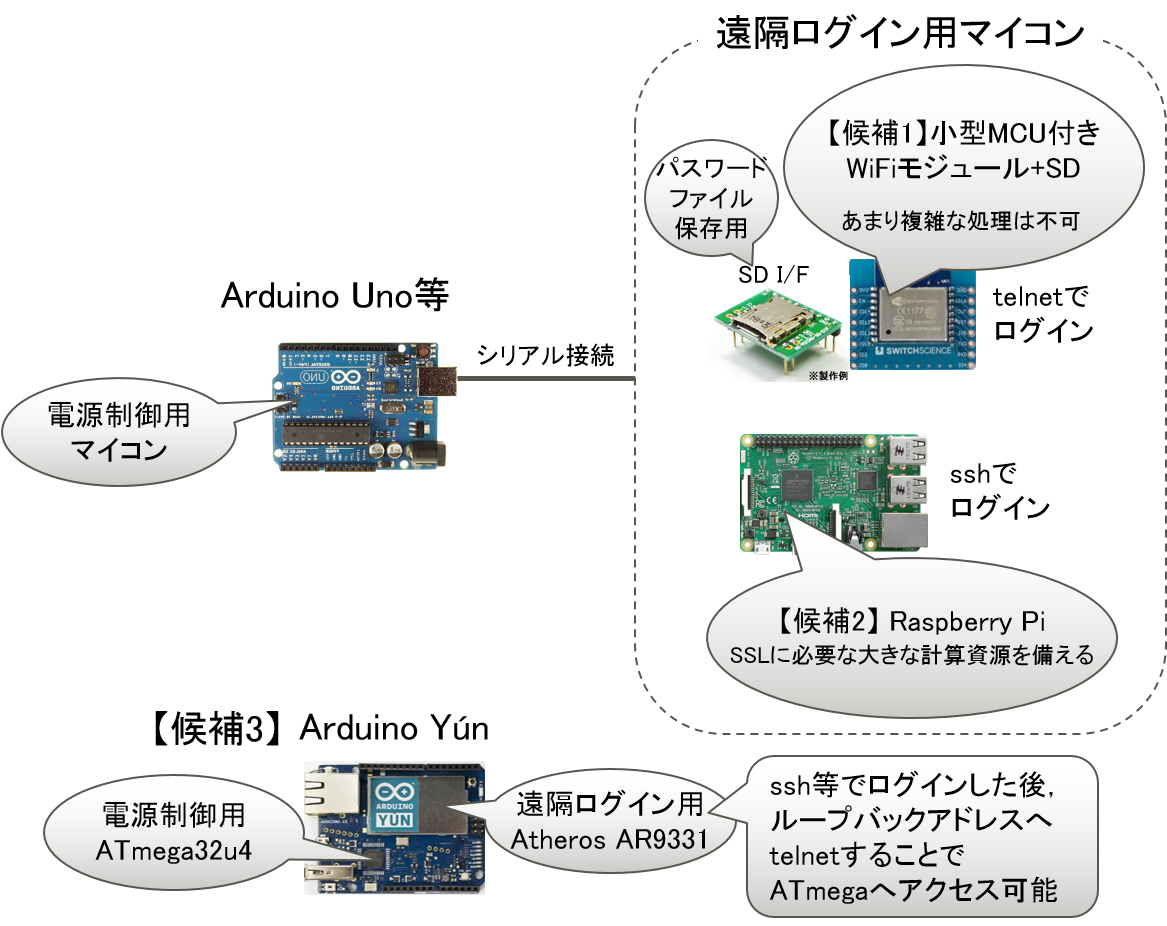 遠隔ログイン用マイコン
【候補1】小型MCU付き
WiFiモジュール+SD
あまり複雑な処理は不可
パスワード
ファイル
保存用
SD I/F
※製作例
CE1177
SWITCHSCIENCE
telnetで
ログイン
Arduino Uno等
シリアル接続
UNO
ARDUINO
電源制御用
マイコン
sshで
ログイン
HDMI
【候補2】Raspberry Pi
SSLに必要な大きな計算資源を備える
【候補3】Arduino Yún
ARDUINO
YÚN
電源制御用
ATmega32u4
遠隔ログイン用
Atheros AR9331
ssh等でログインした後,
ループバックアドレスへ
telnetすることで
ATmegaへアクセス可能